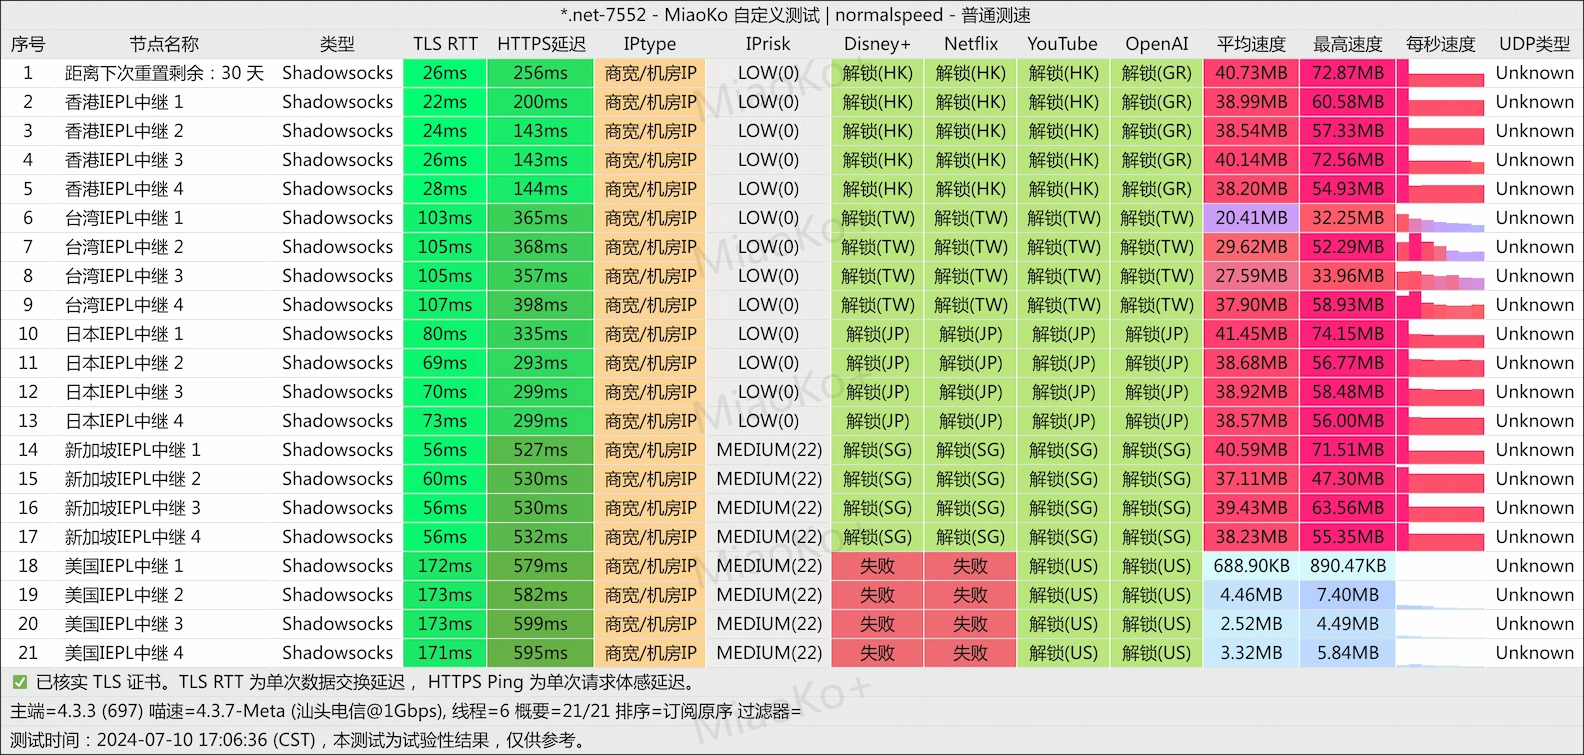 *.net-7552 - MiaoKo 自定义测试 | normalspeed - 普通测速
序号 节点名称 类型 TLS RTT HTTPS延迟 IPtype IPrisk Disney+ Netflix YouTube OpenAI 平均速度 最高速度 每秒速度 UDP类型
1 距离下次重置剩余：30 天 Shadowsocks 26ms 256ms 商宽/机房IP LOW(0) 解锁(HK) 解锁(HK) 解锁(HK) 解锁(GR) 40.73MB 72.87MB Unknown
2 香港IEPL中继 1 Shadowsocks 22ms 200ms 商宽/机房IP LOW(0) 解锁(HK) 解锁(HK) 解锁(HK) 解锁(GR) 38.99MB 60.58MB Unknown
3 香港IEPL中继 2 Shadowsocks 24ms 143ms 商宽/机房IP LOW(0) 解锁(HK) 解锁(HK) 解锁(HK) 解锁(GR) 38.54MB 57.33MB Unknown
4 香港IEPL中继 3 Shadowsocks 26ms 143ms 商宽/机房IP LOW(0) 解锁(HK) 解锁(HK) 解锁(HK) 解锁(GR) 40.14MB 72.56MB Unknown
5 香港IEPL中继 4 Shadowsocks 28ms 144ms 商宽/机房IP LOW(0) 解锁(HK) 解锁(HK) 解锁(HK) 解锁(GR) 38.20MB 54.93MB Unknown
6 台湾IEPL中继 1 Shadowsocks 103ms 365ms 商宽/机房IP LOW(0) 解锁(TW) 解锁(TW) 解锁(TW) 解锁(TW) 20.41MB 32.25MB Unknown
7 台湾IEPL中继 2 Shadowsocks 105ms 368ms 商宽/机房IP LOW(0) 解锁(TW) 解锁(TW) 解锁(TW) 解锁(TW) 29.62MB 52.29MB Unknown
8 台湾IEPL中继 3 Shadowsocks 105ms 357ms 商宽/机房IP LOW(0) 解锁(TW) 解锁(TW) 解锁(TW) 解锁(TW) 27.59MB 33.96MB Unknown
9 台湾IEPL中继 4 Shadowsocks 107ms 398ms 商宽/机房IP LOW(0) 解锁(TW) 解锁(TW) 解锁(TW) 解锁(TW) 37.90MB 58.93MB Unknown
10 日本IEPL中继 1 Shadowsocks 80ms 335ms 商宽/机房IP LOW(0) 解锁(JP) 解锁(JP) 解锁(JP) 解锁(JP) 41.45MB 74.15MB Unknown
11 日本IEPL中继 2 Shadowsocks 69ms 293ms 商宽/机房IP LOW(0) 解锁(JP) 解锁(JP) 解锁(JP) 解锁(JP) 38.68MB 56.77MB Unknown
12 日本IEPL中继 3 Shadowsocks 70ms 299ms 商宽/机房IP LOW(0) 解锁(JP) 解锁(JP) 解锁(JP) 解锁(JP) 38.92MB 58.48MB Unknown
13 日本IEPL中继 4 Shadowsocks 73ms 299ms 商宽/机房IP LOW(0) 解锁(JP) 解锁(JP) 解锁(JP) 解锁(JP) 38.57MB 56.00MB Unknown
14 新加坡IEPL中继 1 Shadowsocks 56ms 527ms 商宽/机房IP MEDIUM(22) 解锁(SG) 解锁(SG) 解锁(SG) 解锁(SG) 40.59MB 71.51MB Unknown
15 新加坡IEPL中继 2 Shadowsocks 60ms 530ms 商宽/机房IP MEDIUM(22) 解锁(SG) 解锁(SG) 解锁(SG) 解锁(SG) 37.11MB 47.30MB Unknown
16 新加坡IEPL中继 3 Shadowsocks 56ms 530ms 商宽/机房IP MEDIUM(22) 解锁(SG) 解锁(SG) 解锁(SG) 解锁(SG) 39.43MB 63.56MB Unknown
17 新加坡IEPL中继 4 Shadowsocks 56ms 532ms 商宽/机房IP MEDIUM(22) 解锁(SG) 解锁(SG) 解锁(SG) 解锁(SG) 38.23MB 55.35MB Unknown
18 美国IEPL中继 1 Shadowsocks 172ms 579ms 商宽/机房IP MEDIUM(22) 失败 失败 解锁(US) 解锁(US) 688.90KB 890.47KB Unknown
19 美国IEPL中继 2 Shadowsocks 173ms 582ms 商宽/机房IP MEDIUM(22) 失败 失败 解锁(US) 解锁(US) 4.46MB 7.40MB Unknown
20 美国IEPL中继 3 Shadowsocks 173ms 599ms 商宽/机房IP MEDIUM(22) 失败 失败 解锁(US) 解锁(US) 2.52MB 4.49MB Unknown
21 美国IEPL中继 4 Shadowsocks 171ms 595ms 商宽/机房IP MEDIUM(22) 失败 失败 解锁(US) 解锁(US) 3.32MB 5.84MB Unknown
✅ 已核实 TLS 证书。TLS RTT 为单次数据交换延迟， HTTPS Ping 为单次请求体感延迟。
主端=4.3.3 (697) 喵速=4.3.7-Meta (汕头电信@1Gbps), 线程=6 概要=21/21 排序=订阅原序 过滤器=
测试时间：2024-07-10 17:06:36 (CST)，本测试为试验性结果，仅供参考。
MiaoKo+
MiaoKo+
MiaoKo+
MiaoKo+
MiaoKo+